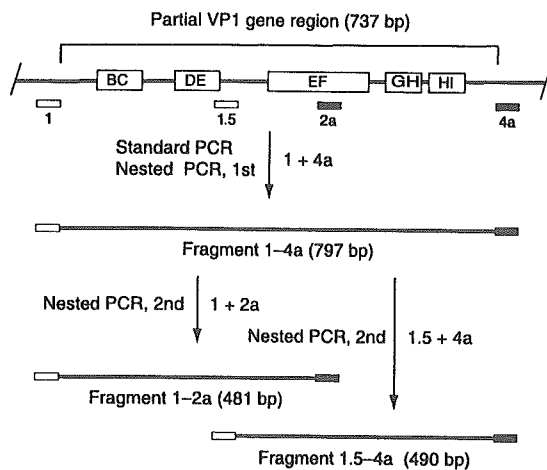 Partial VP1 gene region (737 bp)
BC DE EF GH HI
1 1.5 2a 4a
Standard PCR
Nested PCR, 1st
1 + 4a
Fragment 1–4a (797 bp)
Nested PCR, 2nd
1 + 2a
Nested PCR, 2nd
1.5 + 4a
Fragment 1–2a (481 bp)
Fragment 1.5–4a (490 bp)